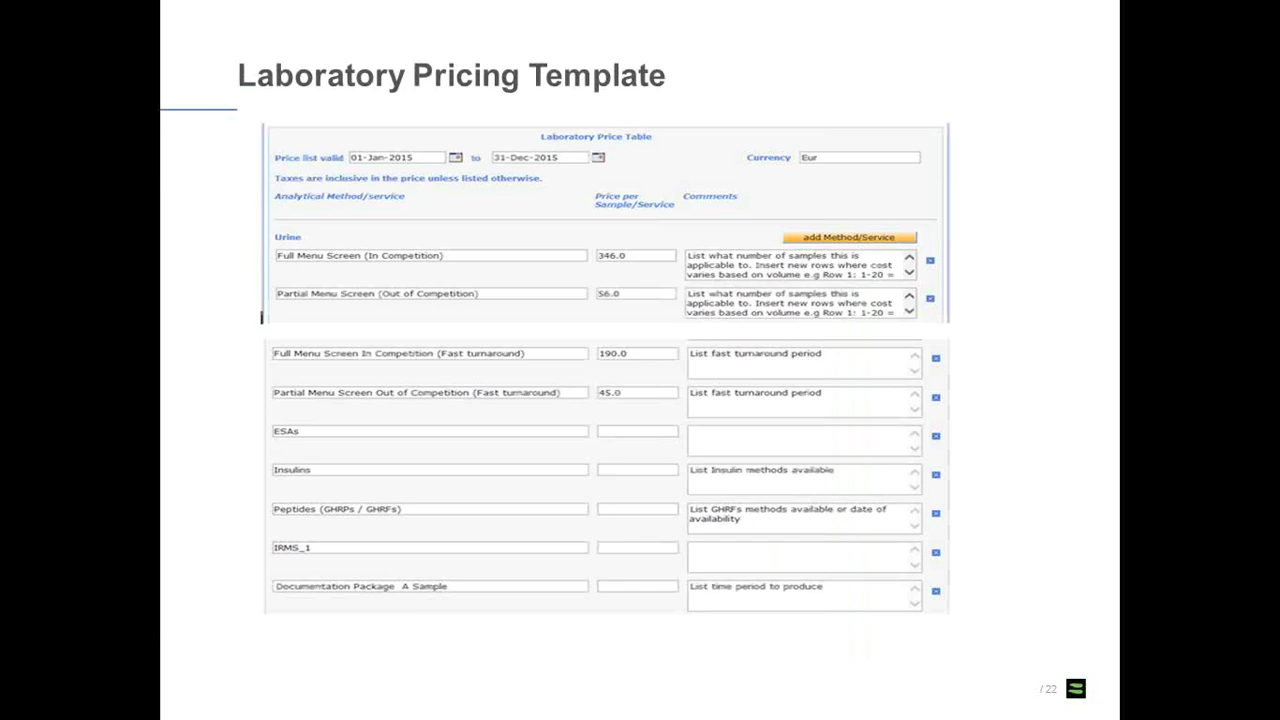 Laboratory Pricing Template
Laboratory Price Table
Price list valid 01-Jan-2015 to 31-Dec-2015 Currency Eur
Taxes are inclusive in the price unless listed otherwise.
Analytical Method/service Price per Sample/Service Comments
Urine add Method/Service
Full Menu Screen (In Competition) 346.0 List what number of samples this is
applicable to. Insert new rows where cost
varies based on volume e.g Row 1: 1-20 =
Partial Menu Screen (Out of Competition) 56.0 List what number of samples this is
applicable to. Insert new rows where cost
varies based on volume e.g Row 1: 1-20 =
Full Menu Screen In Competition (Fast turnaround) 190.0 List fast turnaround period
Partial Menu Screen Out of Competition (Fast turnaround) 45.0 List fast turnaround period
ESAs
Insulins List Insulin methods available
Peptides (GHRPs / GHRFs) List GHRFs methods available or date of
availability
IRMS_1
Documentation Package A Sample List time period to produce
/ 22